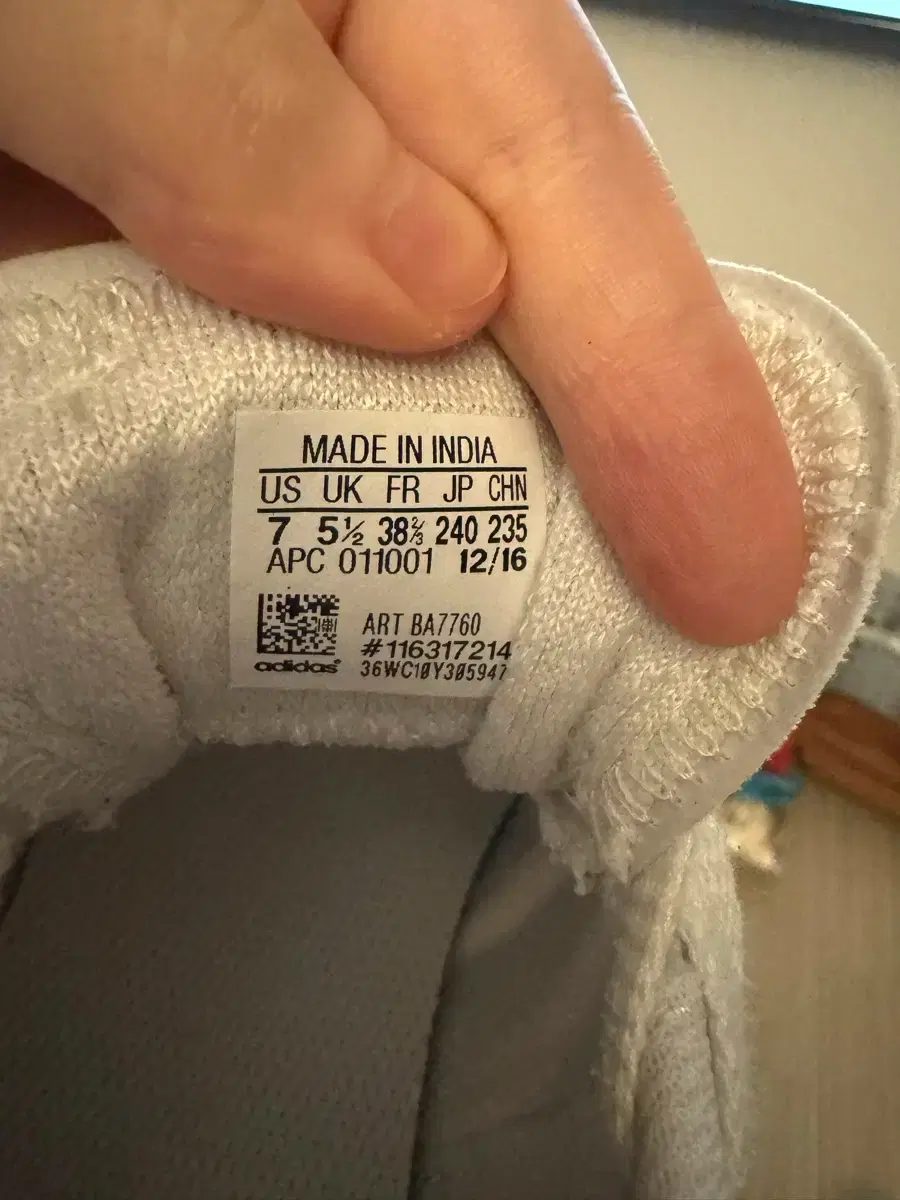 MADE IN INDIA
US UK FR JP CHN
7 5½ 38⅔ 240 235
APC 011001 12/16
ART BA7760
#116317214
adidas 36WC10Y305947